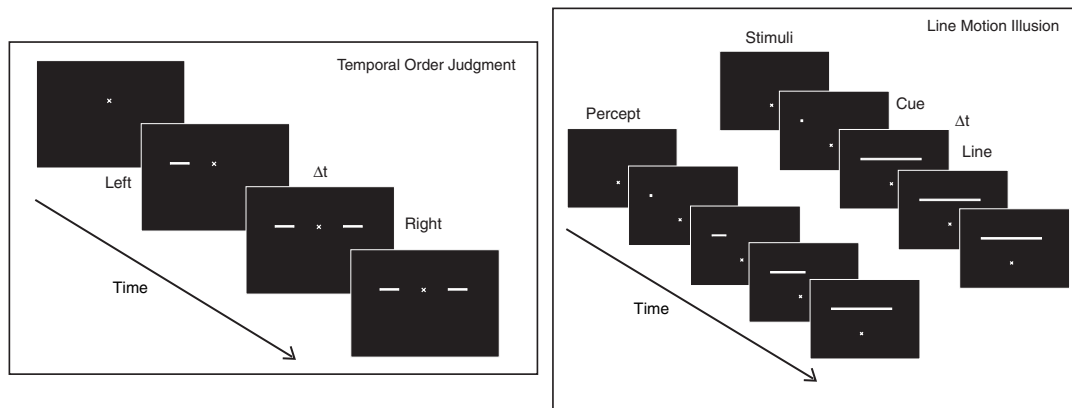 Temporal Order Judgment
Left
Δt
Right
Time
Line Motion Illusion
Stimuli
Cue
Δt
Line
Percept
Time